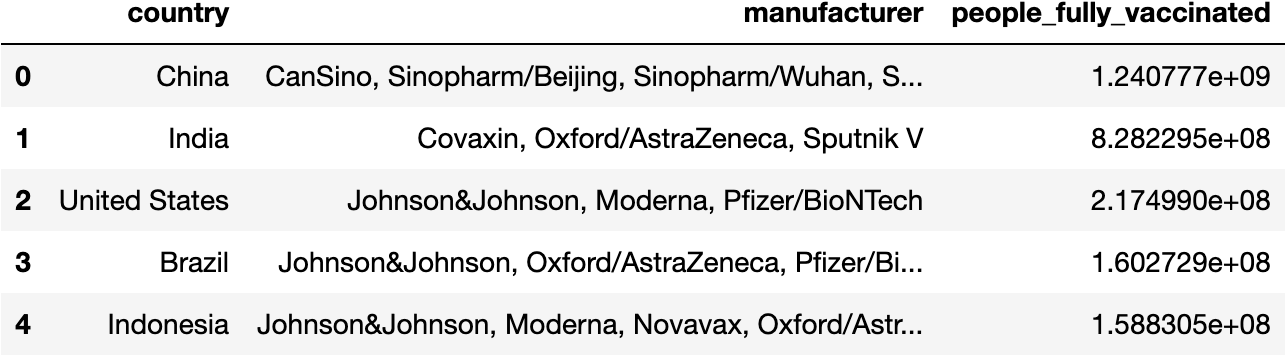 country manufacturer people_fully_vaccinated
0 China CanSino, Sinopharm/Beijing, Sinopharm/Wuhan, S... 1.240777e+09
1 India Covaxin, Oxford/AstraZeneca, Sputnik V 8.282295e+08
2 United States Johnson&Johnson, Moderna, Pfizer/BioNTech 2.174990e+08
3 Brazil Johnson&Johnson, Oxford/AstraZeneca, Pfizer/Bi... 1.602729e+08
4 Indonesia Johnson&Johnson, Moderna, Novavax, Oxford/Astr... 1.588305e+08